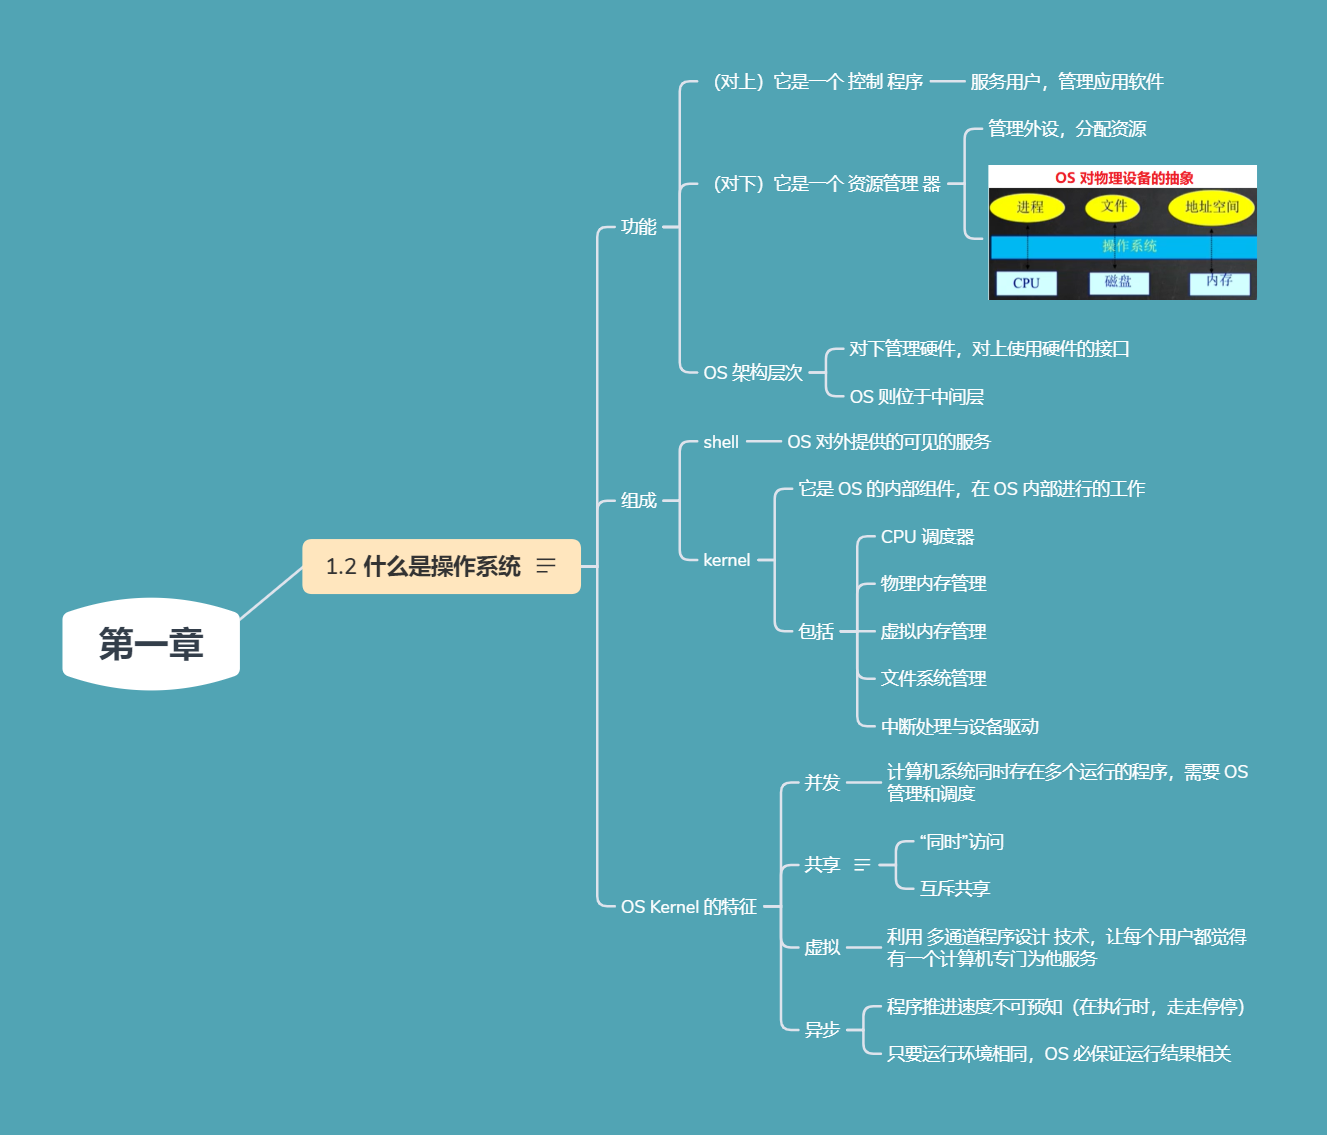 第一章
1.2 什么是操作系统
功能
（对上）它是一个 控制 程序
服务用户，管理应用软件
（对下）它是一个 资源管理 器
管理外设，分配资源
OS 对物理设备的抽象
进程 文件 地址空间
操作系统
CPU 磁盘 内存
OS 架构层次
对下管理硬件，对上使用硬件的接口
OS 则位于中间层
组成
shell
OS 对外提供的可见的服务
kernel
它是 OS 的内部组件，在 OS 内部进行的工作
包括
CPU 调度器
物理内存管理
虚拟内存管理
文件系统管理
中断处理与设备驱动
OS Kernel 的特征
并发
计算机系统同时存在多个运行的程序，需要 OS
管理和调度
共享
“同时”访问
互斥共享
虚拟
利用 多通道程序设计 技术，让每个用户都觉得
有一个计算机专门为他服务
异步
程序推进速度不可预知（在执行时，走走停停）
只要运行环境相同，OS 必保证运行结果相关